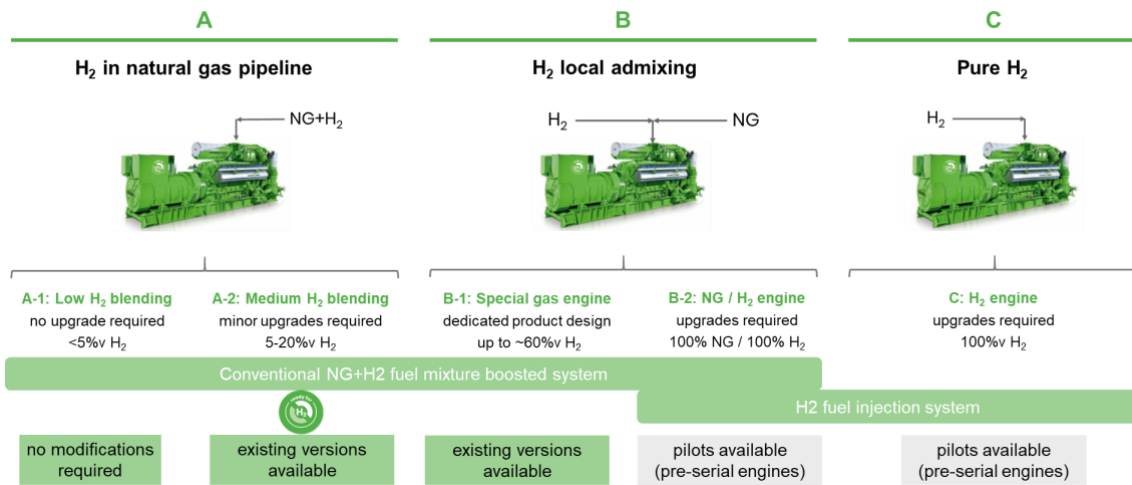 A
B
C
H₂ in natural gas pipeline
H₂ local admixing
Pure H₂
NG+H₂
H₂
NG
H₂
A-1: Low H₂ blending
no upgrade required
<5%v H₂
A-2: Medium H₂ blending
minor upgrades required
5-20%v H₂
B-1: Special gas engine
dedicated product design
up to ~60%v H₂
B-2: NG / H₂ engine
upgrades required
100% NG / 100% H₂
C: H₂ engine
upgrades required
100%v H₂
Conventional NG+H2 fuel mixture boosted system
ready for
H₂
H2 fuel injection system
no modifications
required
existing versions
available
existing versions
available
pilots available
(pre-serial engines)
pilots available
(pre-serial engines)